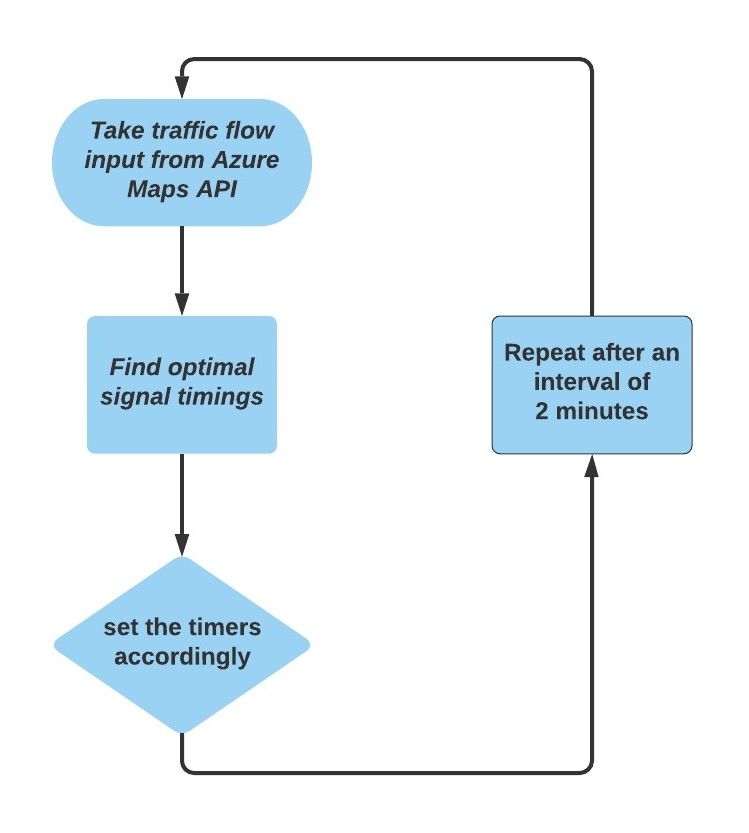 Take traffic flow
input from Azure
Maps API
Find optimal
signal timings
set the timers
accordingly
Repeat after an
interval of
2 minutes